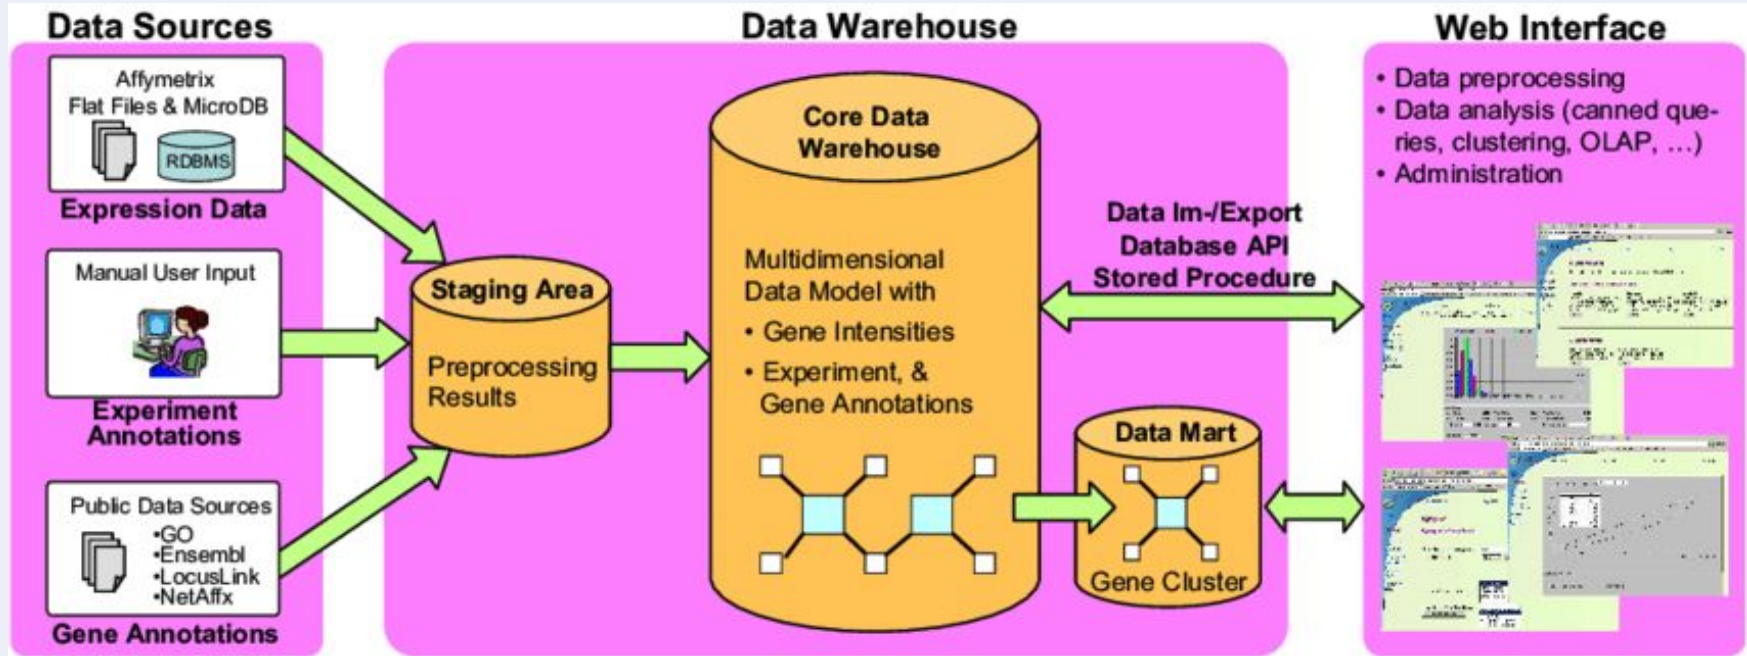 Data Sources
Affymetrix
Flat Files & MicroDB
RDBMS
Expression Data
Manual User Input
Experiment
Annotations
Public Data Sources
•GO
•Ensembl
•LocusLink
•NetAffx
Gene Annotations
Data Warehouse
Staging Area
Preprocessing
Results
Core Data
Warehouse
Multidimensional
Data Model with
• Gene Intensities
• Experiment, &
Gene Annotations
Data Im-/Export
Database API
Stored Procedure
Data Mart
Gene Cluster
Web Interface
• Data preprocessing
• Data analysis (canned que-
ries, clustering, OLAP, ...)
• Administration